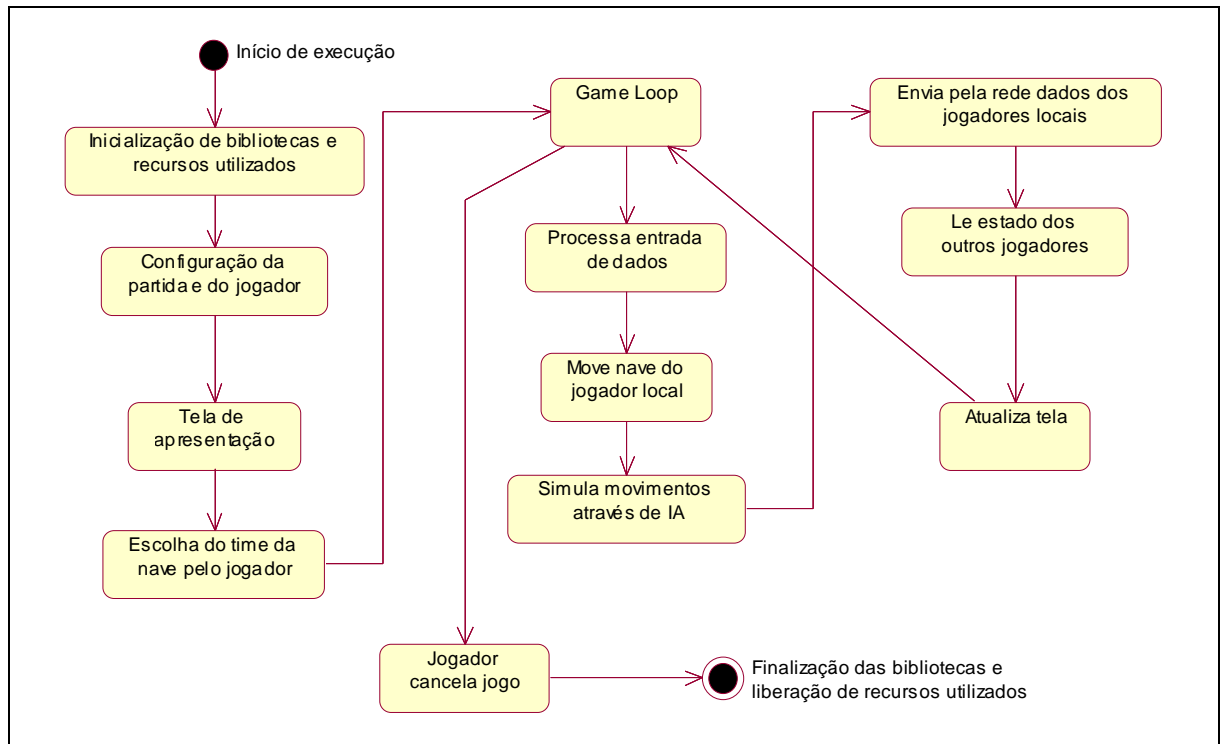 Início de execução
Inicialização de bibliotecas e
recursos utilizados
Configuração da
partida e do jogador
Tela de
apresentação
Escolha do time da
nave pelo jogador
Game Loop
Processa entrada
de dados
Move nave do
jogador local
Simula movimentos
através de IA
Envia pela rede dados dos
jogadores locais
Le estado dos
outros jogadores
Atualiza tela
Jogador
cancela jogo
Finalização das bibliotecas e
liberação de recursos utilizados